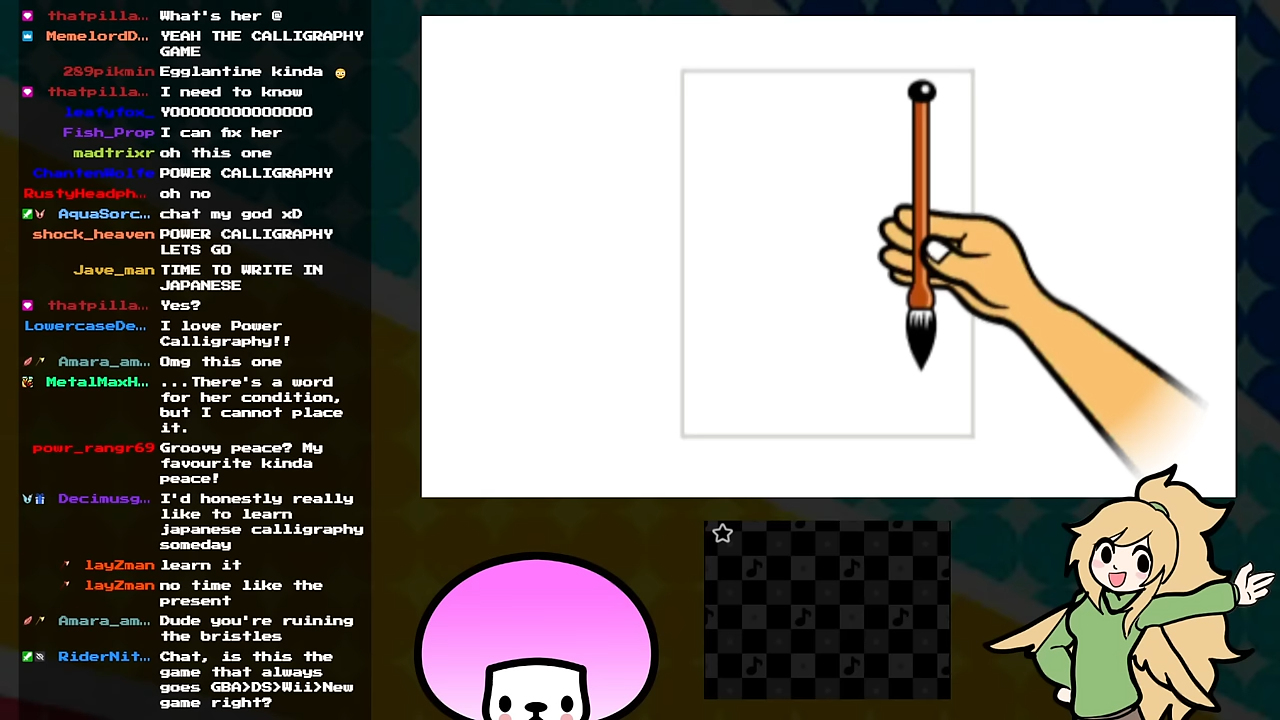 thatpilla... What's her @
MemelordD... YEAH THE CALLIGRAPHY
GAME
289pikmin Egglantine kinda
thatpilla... I need to know
leafyfox_ YOOOOOOOOOOOOOO
Fish_Prop I can fix her
madtrixr oh this one
ChanfenWolfe POWER CALLIGRAPHY
RustyHeadph... oh no
AquaSorc... chat my god xD
shock_heaven POWER CALLIGRAPHY
LETS GO
Jave_man TIME TO WRITE IN
JAPANESE
thatpilla... Yes?
LowercaseDe... I love Power
Calligraphy!!
Amara_am... Omg this one
MetalMaxH... ...There's a word
for her condition,
but I cannot place
it.
powr_rangr69 Groovy peace? My
favourite kinda
peace!
Decimusg... I'd honestly really
like to learn
japanese calligraphy
someday
layZman learn it
layZman no time like the
present
Amara_am... Dude you're ruining
the bristles
RiderNit... Chat, is this the
game that always
goes GBA>DS>Wii>New
game right?